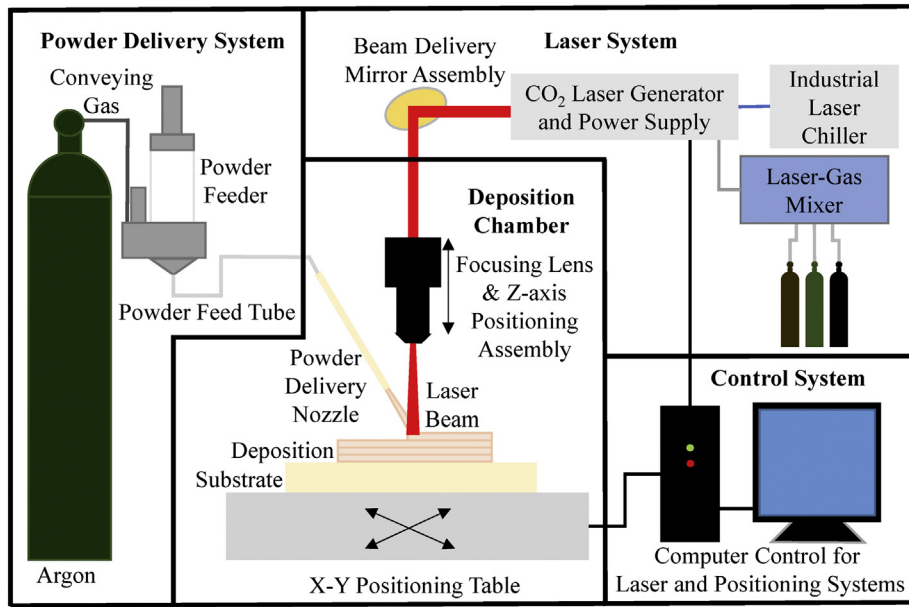 Powder Delivery System
Conveying
Gas
Powder
Feeder
Powder Feed Tube
Argon
Laser System
Beam Delivery
Mirror Assembly
CO₂ Laser Generator
and Power Supply
Industrial
Laser
Chiller
Laser-Gas
Mixer
Deposition
Chamber
Focusing Lens
& Z-axis
Positioning
Assembly
Powder
Delivery
Nozzle
Laser
Beam
Deposition
Substrate
X-Y Positioning Table
Control System
Computer Control for
Laser and Positioning Systems